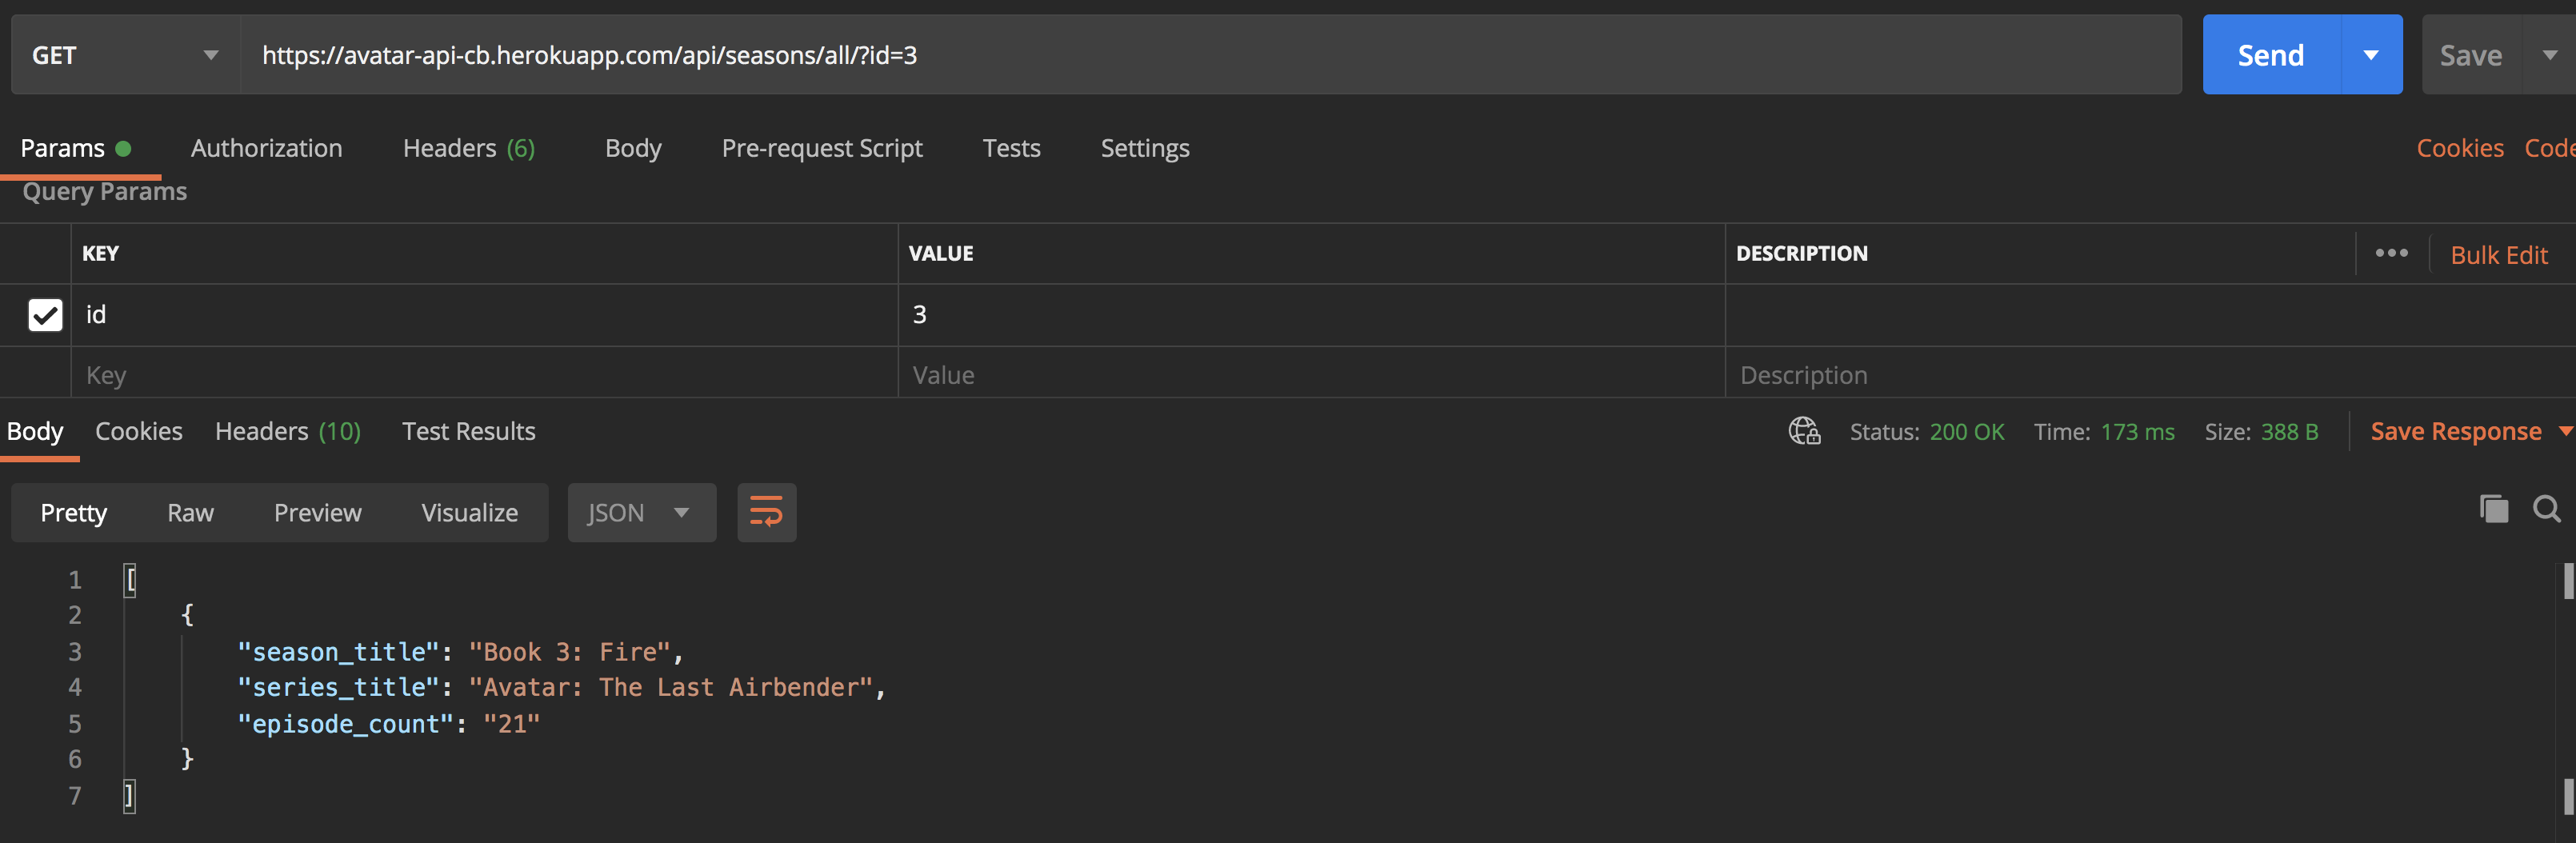 GET https://avatar-api-cb.herokuapp.com/api/seasons/all/?id=3 Send Save
Params Authorization Headers (6) Body Pre-request Script Tests Settings Cookies Code
Query Params
KEY VALUE DESCRIPTION Bulk Edit
id 3
Key Value Description
Body Cookies Headers (10) Test Results Status: 200 OK Time: 173 ms Size: 388 B Save Response
Pretty Raw Preview Visualize JSON
1 [
2 {
3 "season_title": "Book 3: Fire",
4 "series_title": "Avatar: The Last Airbender",
5 "episode_count": "21"
6 }
7 ]